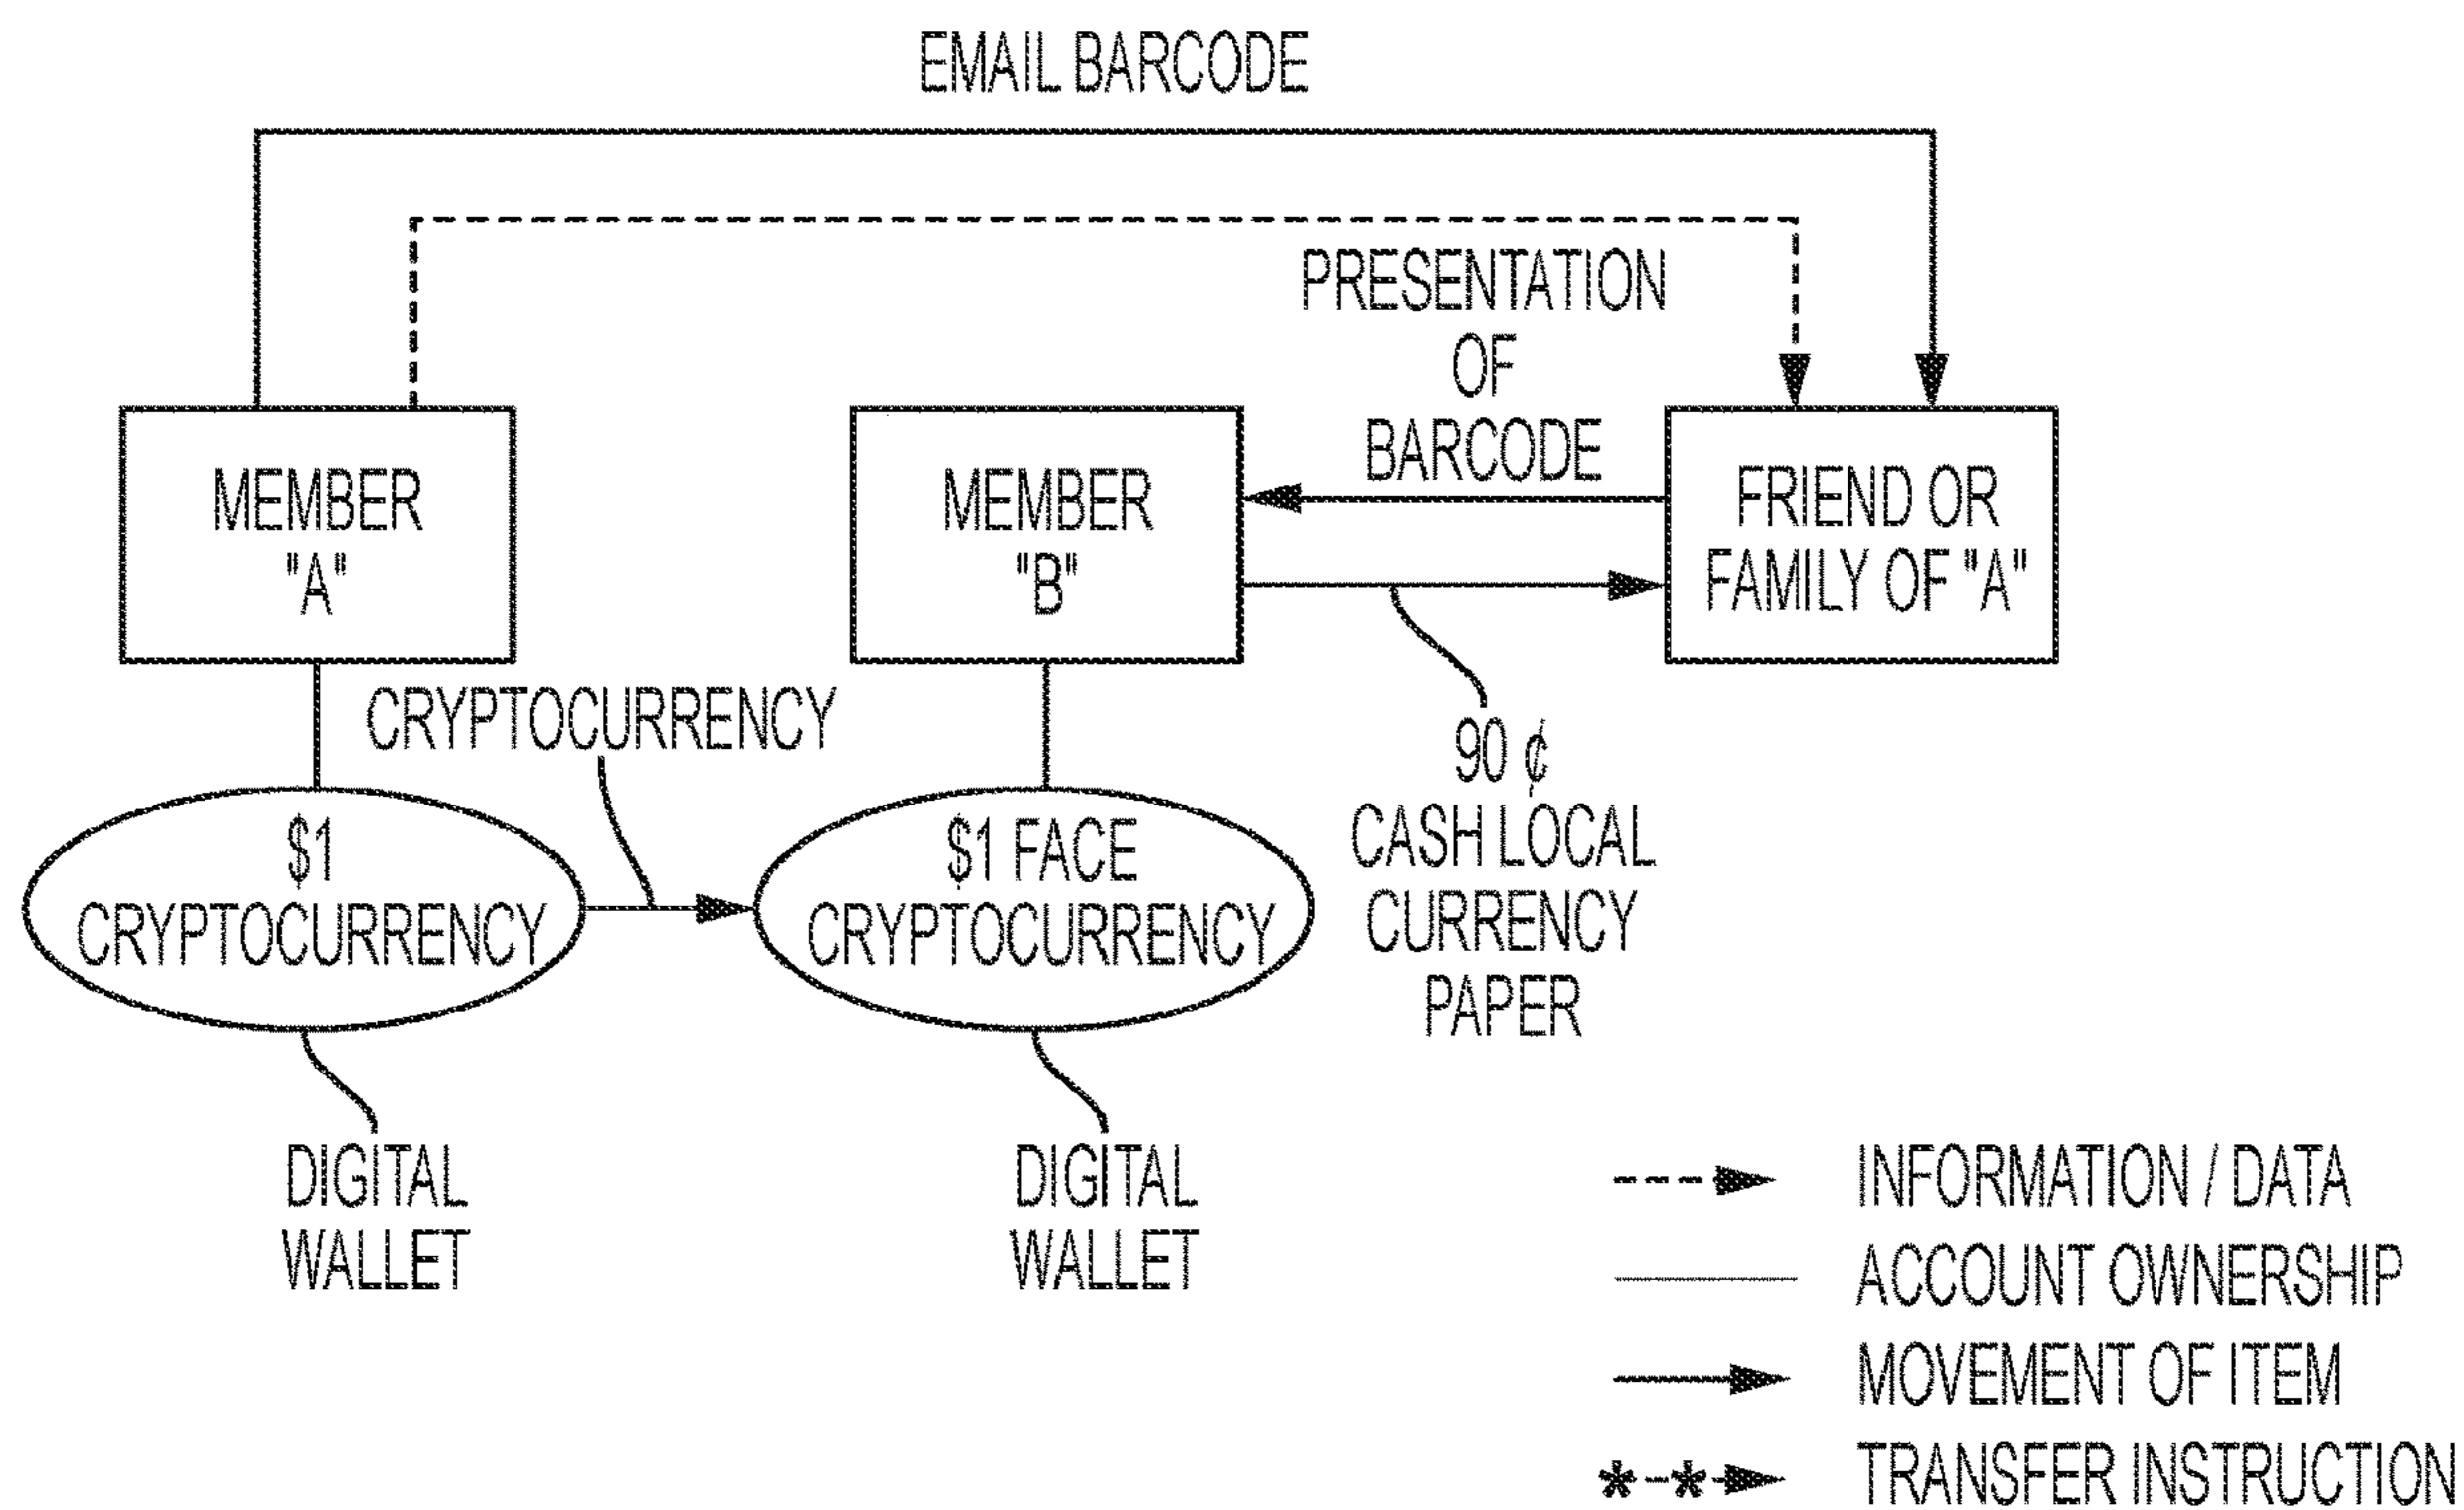 EMAIL BARCODE
PRESENTATION
OF
BARCODE
MEMBER
"A"
MEMBER
"B"
FRIEND OR
FAMILY OF "A"
CRYPTOCURRENCY
90 ¢
CASH LOCAL
CURRENCY
PAPER
$1
CRYPTOCURRENCY
$1 FACE
CRYPTOCURRENCY
DIGITAL
WALLET
DIGITAL
WALLET
INFORMATION / DATA
ACCOUNT OWNERSHIP
MOVEMENT OF ITEM
TRANSFER INSTRUCTION